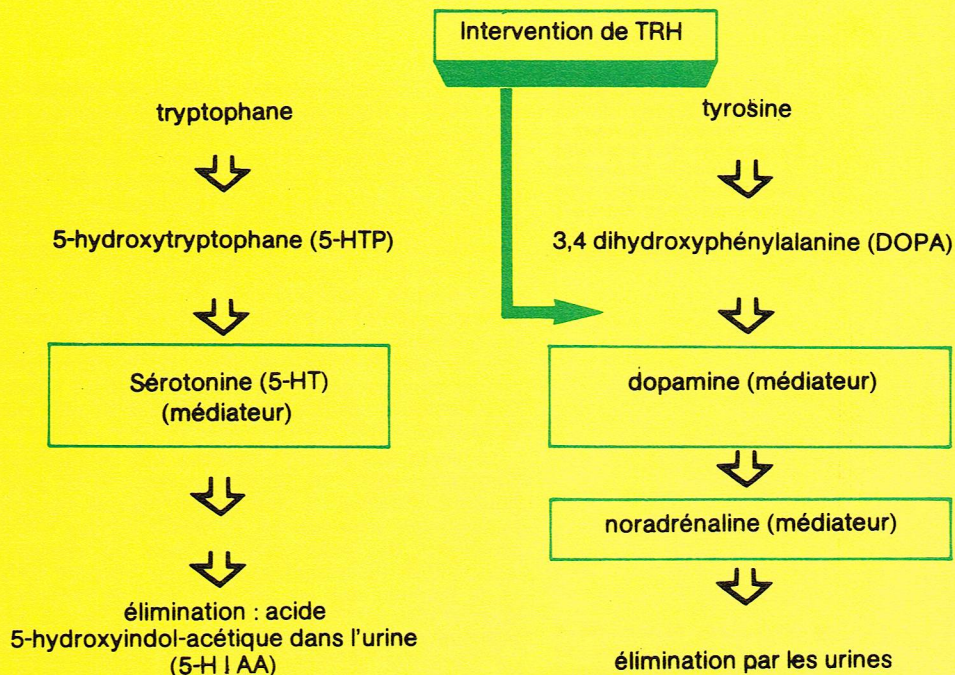 Intervention de TRH
tryptophane
5-hydroxytryptophane (5-HTP)
Sérotonine (5-HT)
(médiateur)
élimination : acide
5-hydroxyindol-acétique dans l'urine
(5-H I AA)
tyrosine
3,4 dihydroxyphénylalanine (DOPA)
dopamine (médiateur)
noradrénaline (médiateur)
élimination par les urines